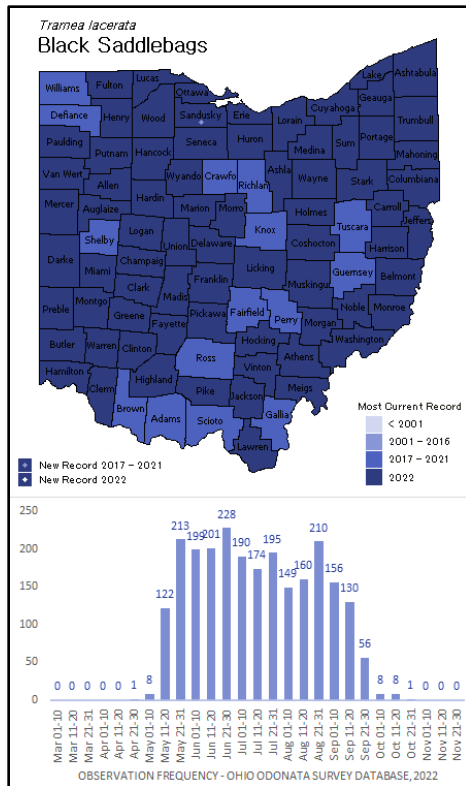 Tramea lacerata
Black Saddlebags
Williams Fulton Lucas Ottawa Lake Ashtabula
Geauga
Defiance Henry Wood Sandusky Erie Lorain Cuyahoga Trumbull
Paulding Putnam Hancock Seneca Huron Medina Sum Portage Mahoning
Van Wert Allen Wyando Crawfo Richlan Ashla Wayne Stark Columbiana
Mercer Auglaize Hardin Marion Morro Holmes Carroll Jeffers
Shelby Logan Union Delaware Knox Coshocton Tuscara Harrison
Darke Miami Champaig Licking Guernsey Belmont
Clark Madis Franklin Muskingu
Preble Montgo Greene Pickawa Fairfield Perry Morgan Noble Monroe
Fayette
Butler Warren Clinton Ross Hocking Athens Washington
Hamilton Clerm Highland Pike Vinton Meigs
Brown Adams Scioto Jackson Gallia
Lawren
Most Current Record
< 2001
2001 – 2016
2017 – 2021
2022
New Record 2017 – 2021
New Record 2022
250
200
150
100
50
0
0 0 0 0 0 1 8 122 213 199 201 228 190 174 195 149 160 210 156 130 56 8 8 1 0 0 0
Mar 01-10
Mar 11-20
Mar 21-31
Apr 01-10
Apr 11-20
Apr 21-30
May 01-10
May 11-20
May 21-31
Jun 01-10
Jun 11-20
Jun 21-30
Jul 01-10
Jul 11-20
Jul 21-31
Aug 01-10
Aug 11-20
Aug 21-31
Sep 01-10
Sep 11-20
Sep 21-30
Oct 01-10
Oct 11-20
Oct 21-31
Nov 01-10
Nov 11-20
Nov 21-30
OBSERVATION FREQUENCY - OHIO ODONATA SURVEY DATABASE, 2022